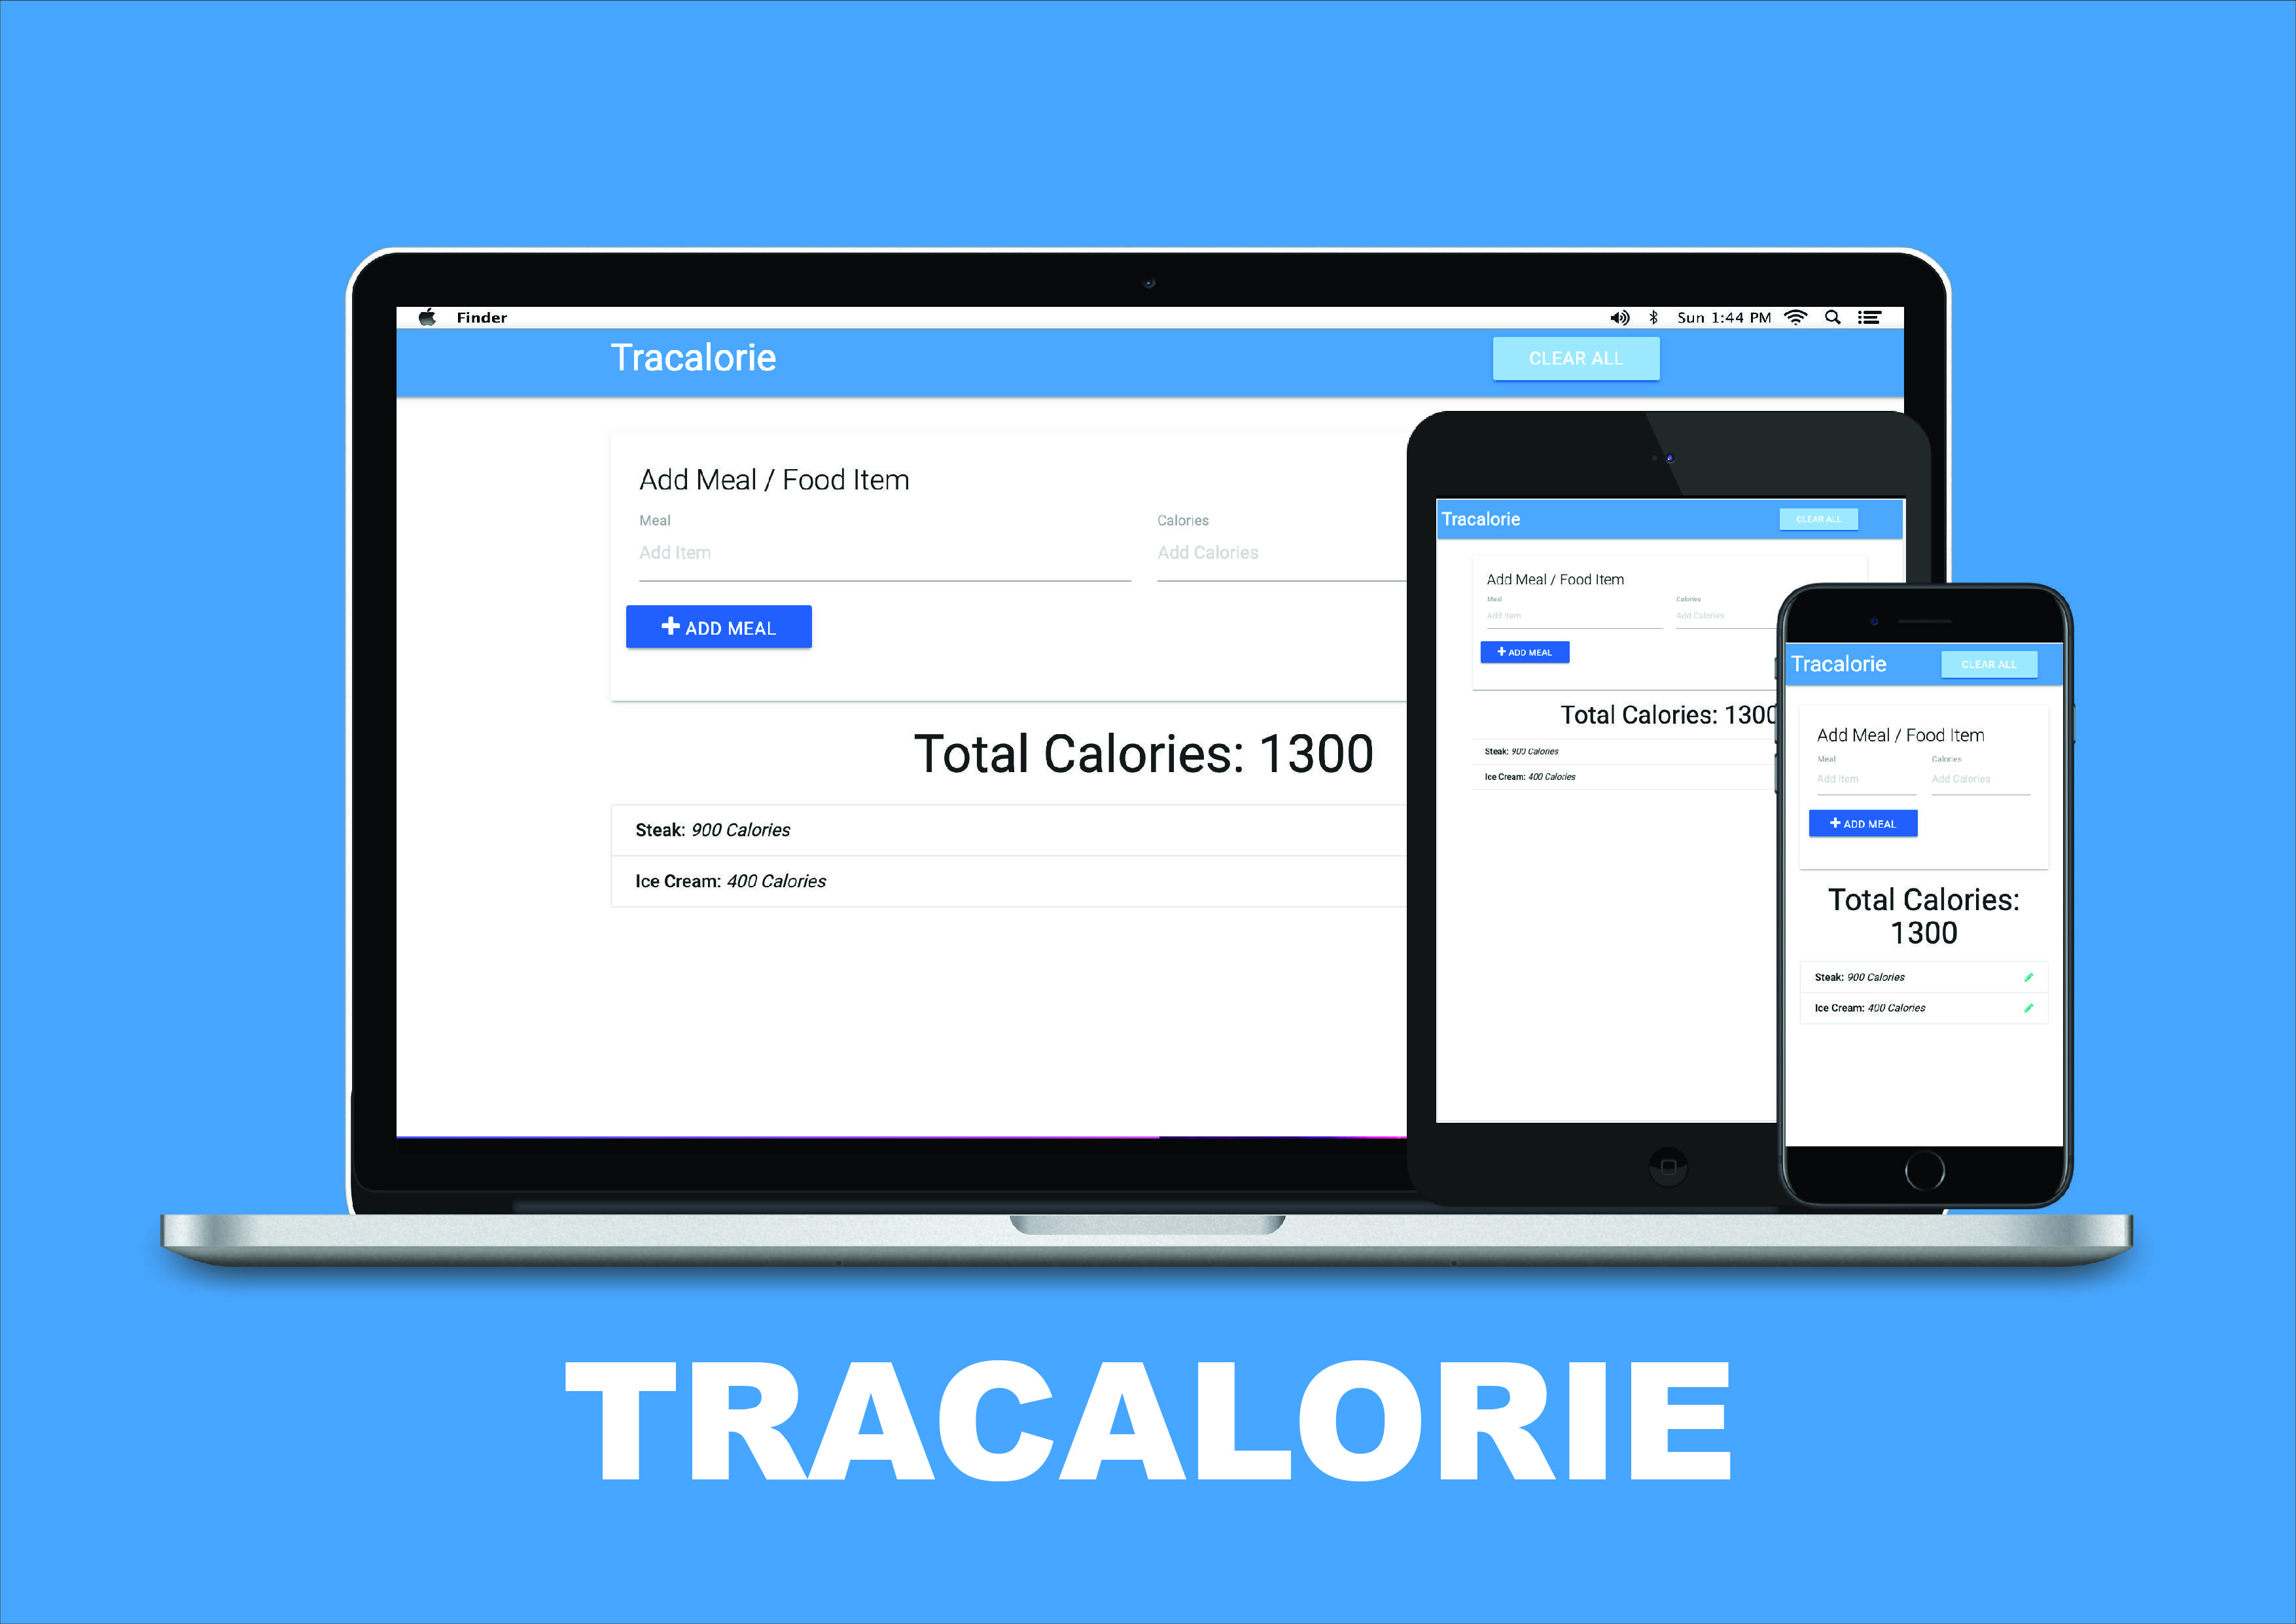 Finder
Sun 1:44 PM
Tracalorie
CLEAR ALL
Add Meal / Food Item
Meal
Calories
Add Item
Add Calories
ADD MEAL
Total Calories: 1300
Steak: 900 Calories
Ice Cream: 400 Calories
Tracalorie
CLEAR ALL
Add Meal / Food Item
Meal
Calories
Add Item
Add Calories
ADD MEAL
Total Calories: 1300
Steak: 900 Calories
Ice Cream: 400 Calories
Tracalorie
CLEAR ALL
Add Meal / Food Item
Meal
Calories
Add Item
Add Calories
ADD MEAL
Total Calories:
1300
Steak: 900 Calories
Ice Cream: 400 Calories
TRACALORIE